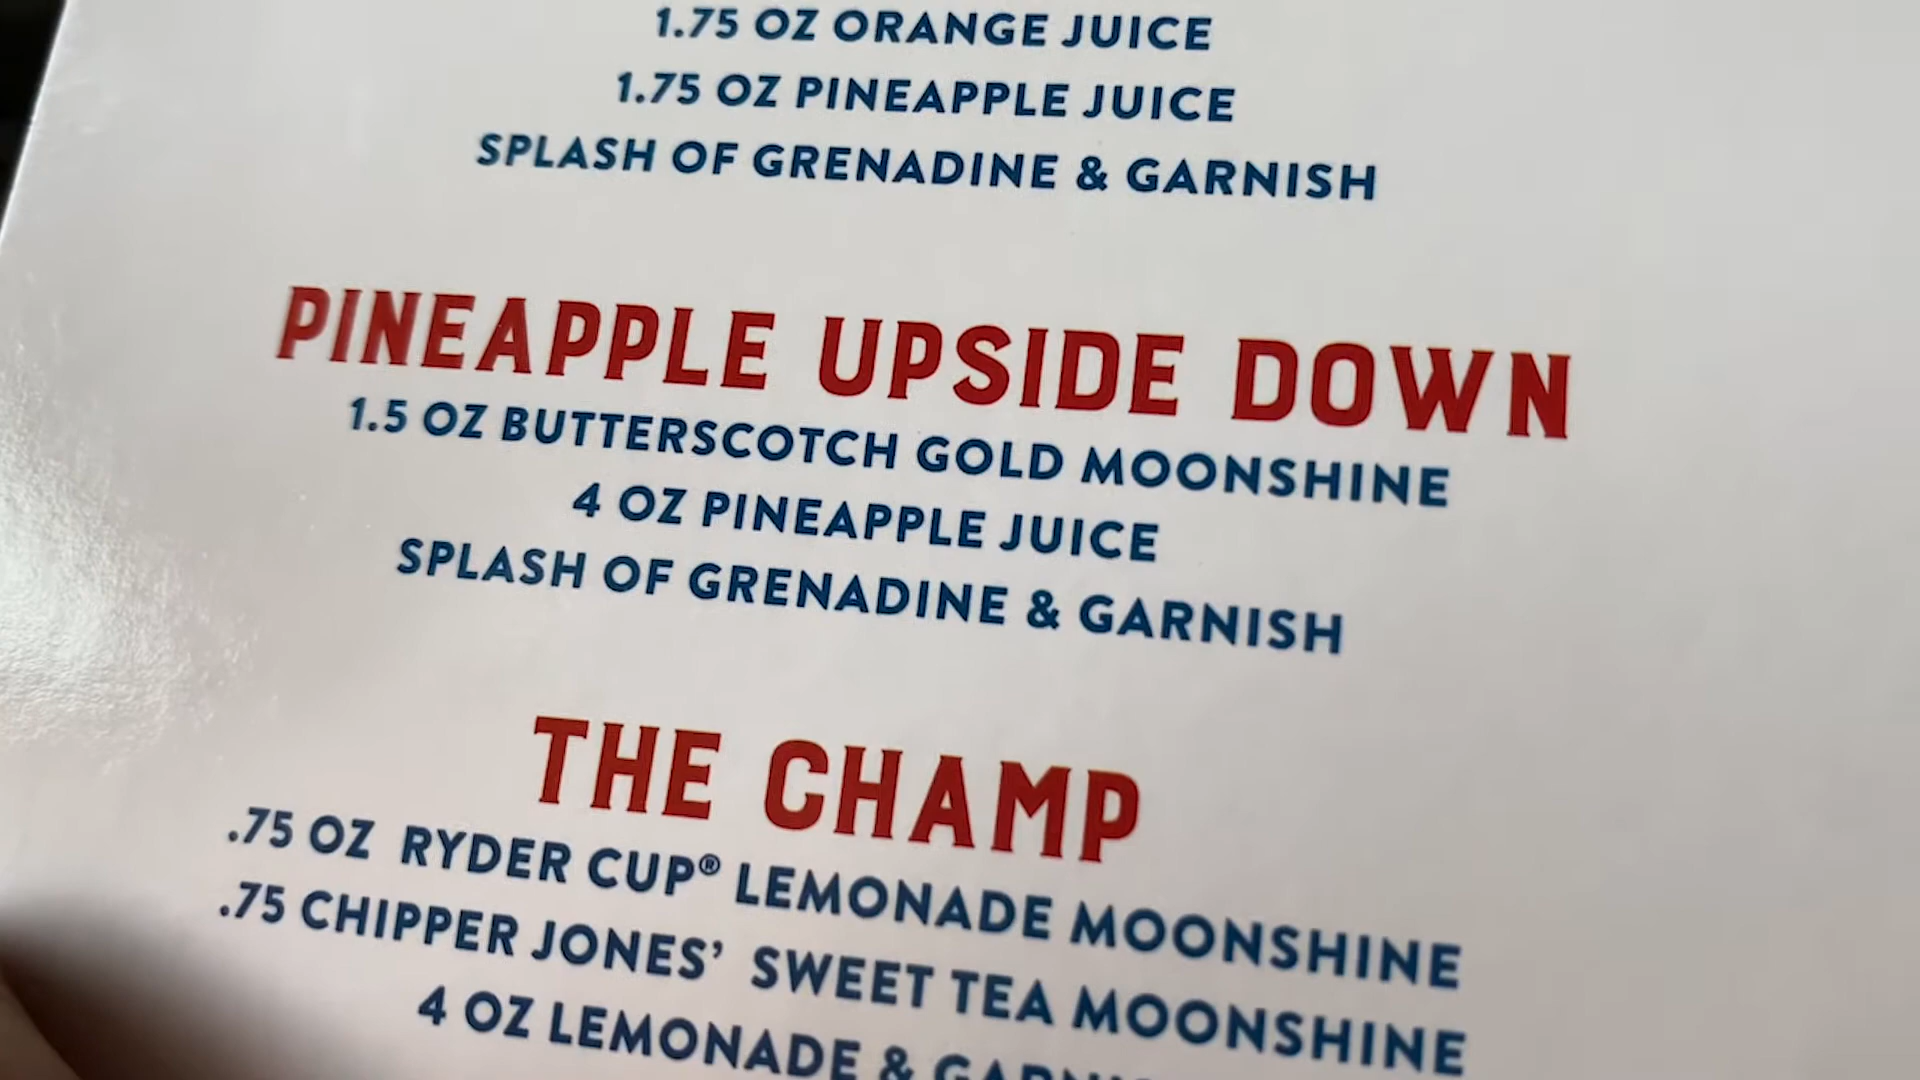 1.75 OZ ORANGE JUICE
1.75 OZ PINEAPPLE JUICE
SPLASH OF GRENADINE & GARNISH
PINEAPPLE UPSIDE DOWN
1.5 OZ BUTTERSCOTCH GOLD MOONSHINE
4 OZ PINEAPPLE JUICE
SPLASH OF GRENADINE & GARNISH
THE CHAMP
.75 OZ RYDER CUP® LEMONADE MOONSHINE
.75 CHIPPER JONES’ SWEET TEA MOONSHINE
4 OZ LEMONADE &